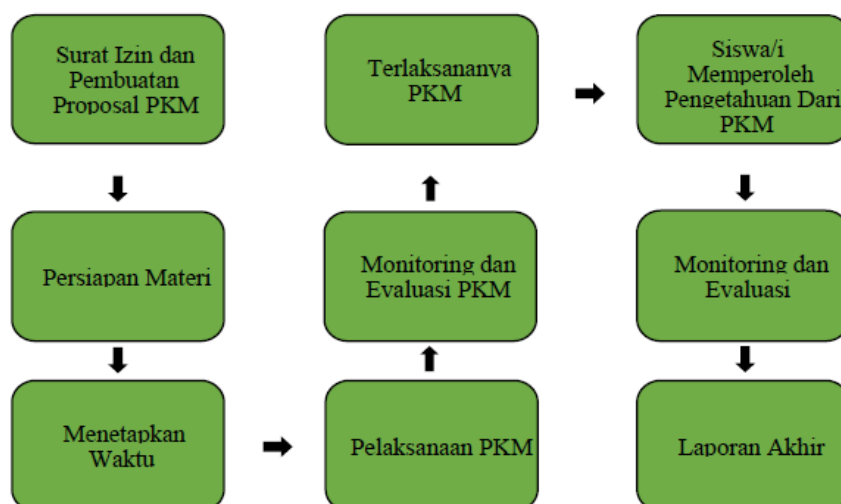 Surat Izin dan
Pembuatan
Proposal PKM
Persiapan Materi
Menetapkan
Waktu
Pelaksanaan PKM
Monitoring dan
Evaluasi PKM
Terlaksananya
PKM
Siswa/i
Memperoleh
Pengetahuan Dari
PKM
Monitoring dan
Evaluasi
Laporan Akhir